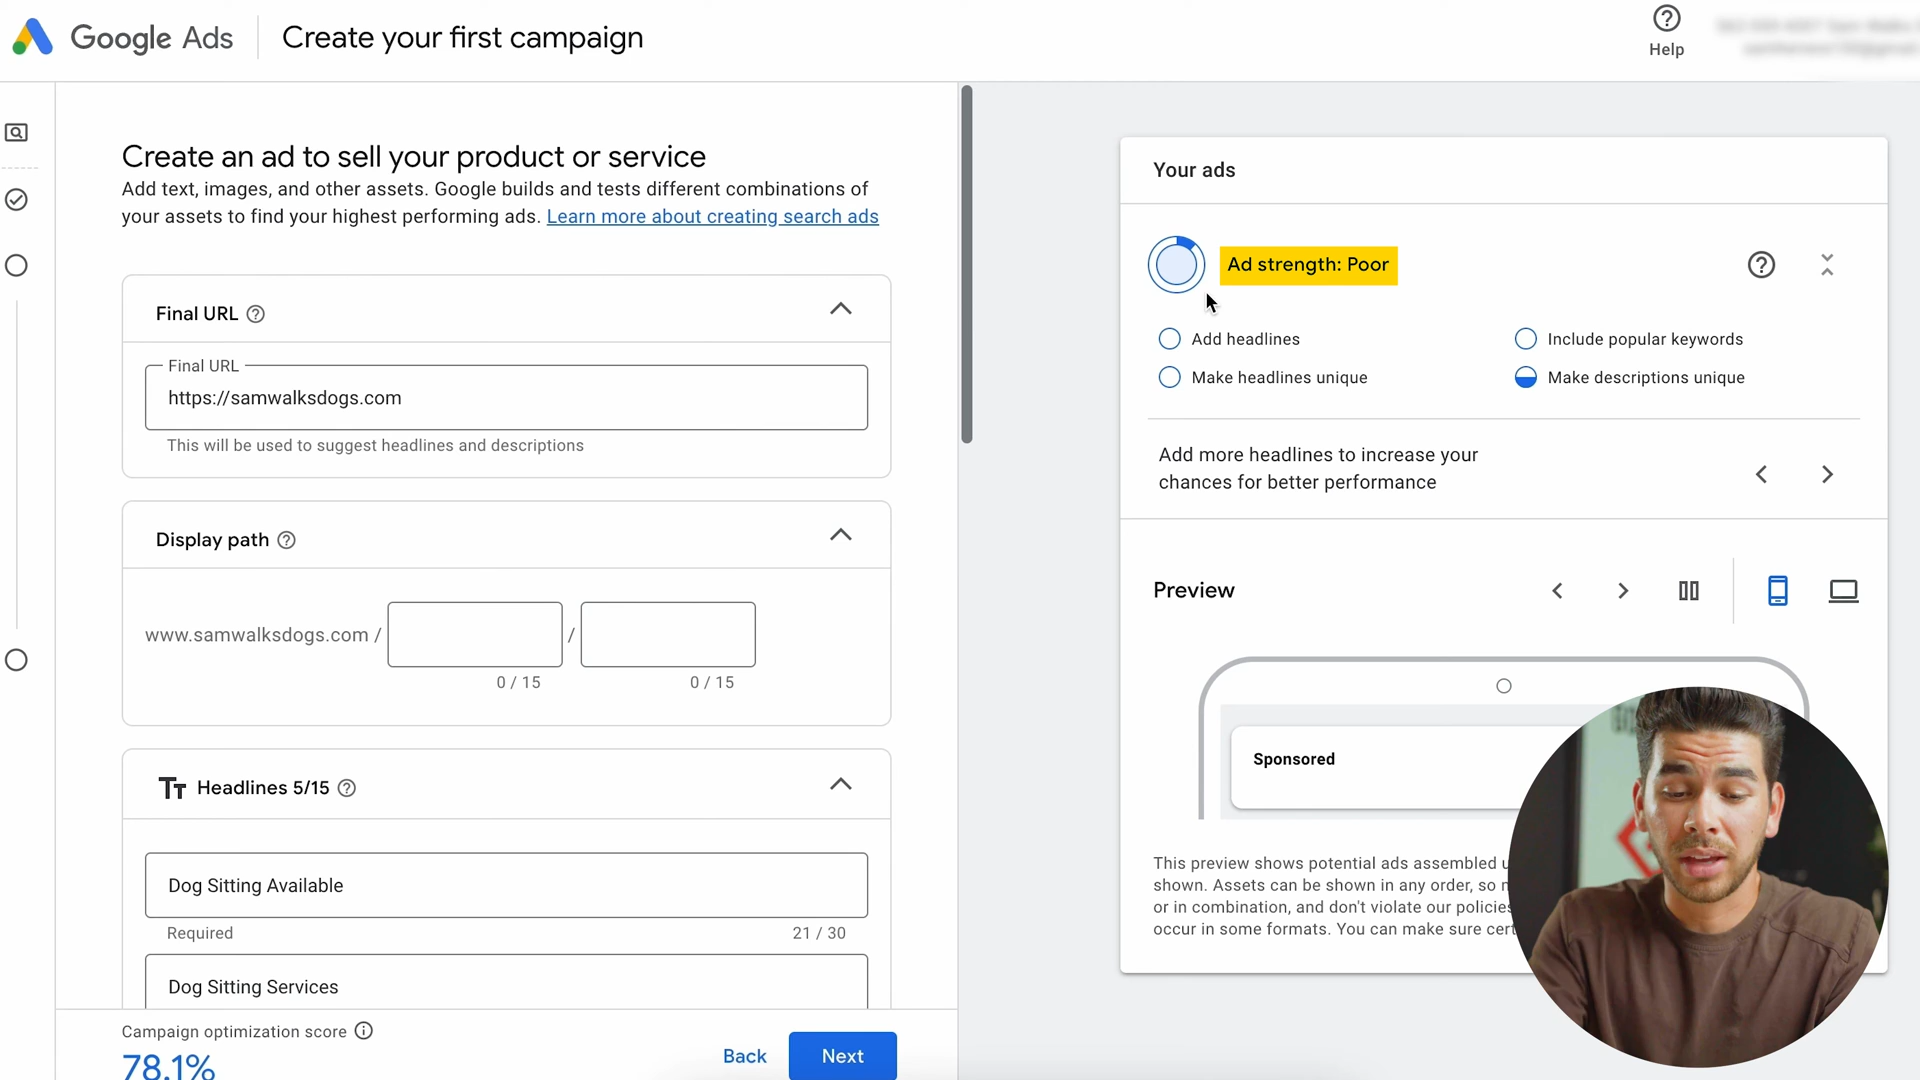 Google Ads
Create your first campaign
Help
Create an ad to sell your product or service
Add text, images, and other assets. Google builds and tests different combinations of
your assets to find your highest performing ads. Learn more about creating search ads
Final URL
Final URL
https://samwalksdogs.com
This will be used to suggest headlines and descriptions
Display path
www.samwalksdogs.com /
/
0 / 15
0 / 15
Headlines 5/15
Dog Sitting Available
Required
21 / 30
Dog Sitting Services
Campaign optimization score
78.1%
Back
Next
Your ads
Ad strength: Poor
Add headlines
Include popular keywords
Make headlines unique
Make descriptions unique
Add more headlines to increase your
chances for better performance
Preview
Sponsored
This preview shows potential ads assembled
shown. Assets can be shown in any order, so
or in combination, and don't violate our policies
occur in some formats. You can make sure